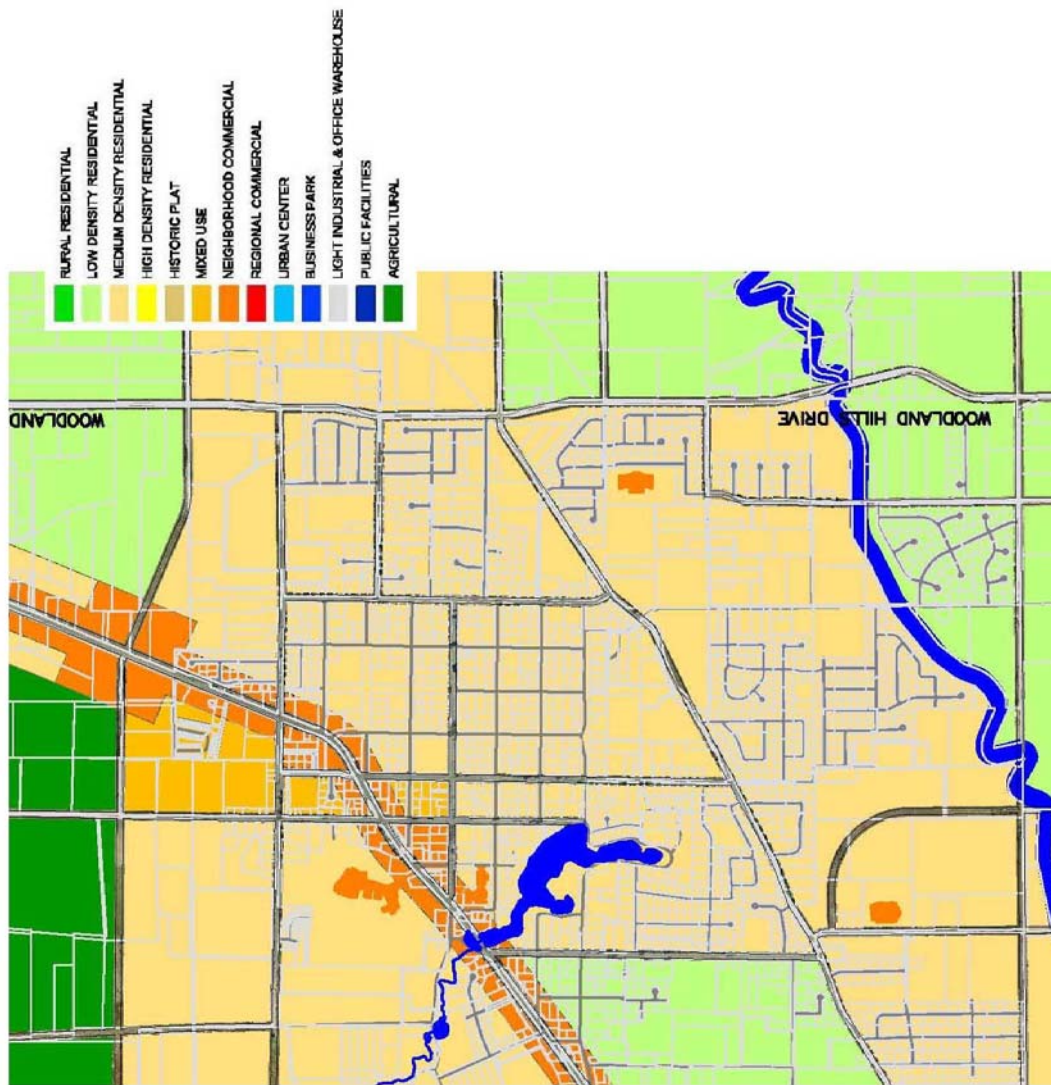 RURAL RESIDENTIAL
LOW DENSITY RESIDENTIAL
MEDIUM DENSITY RESIDENTIAL
HIGH DENSITY RESIDENTIAL
HISTORIC PLAT
MIXED USE
NEIGHBORHOOD COMMERCIAL
REGIONAL COMMERCIAL
URBAN CENTER
BUSINESS PARK
LIGHT INDUSTRIAL & OFFICE WAREHOUSE
PUBLIC FACILITIES
AGRICULTURAL
WOODLAND
WOODLAND HILLS DRIVE